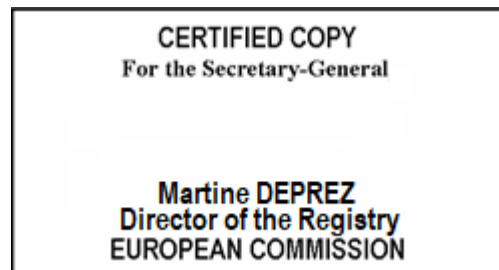 CERTIFIED COPY
For the Secretary-General
Martine DEPREZ
Director of the Registry
EUROPEAN COMMISSION